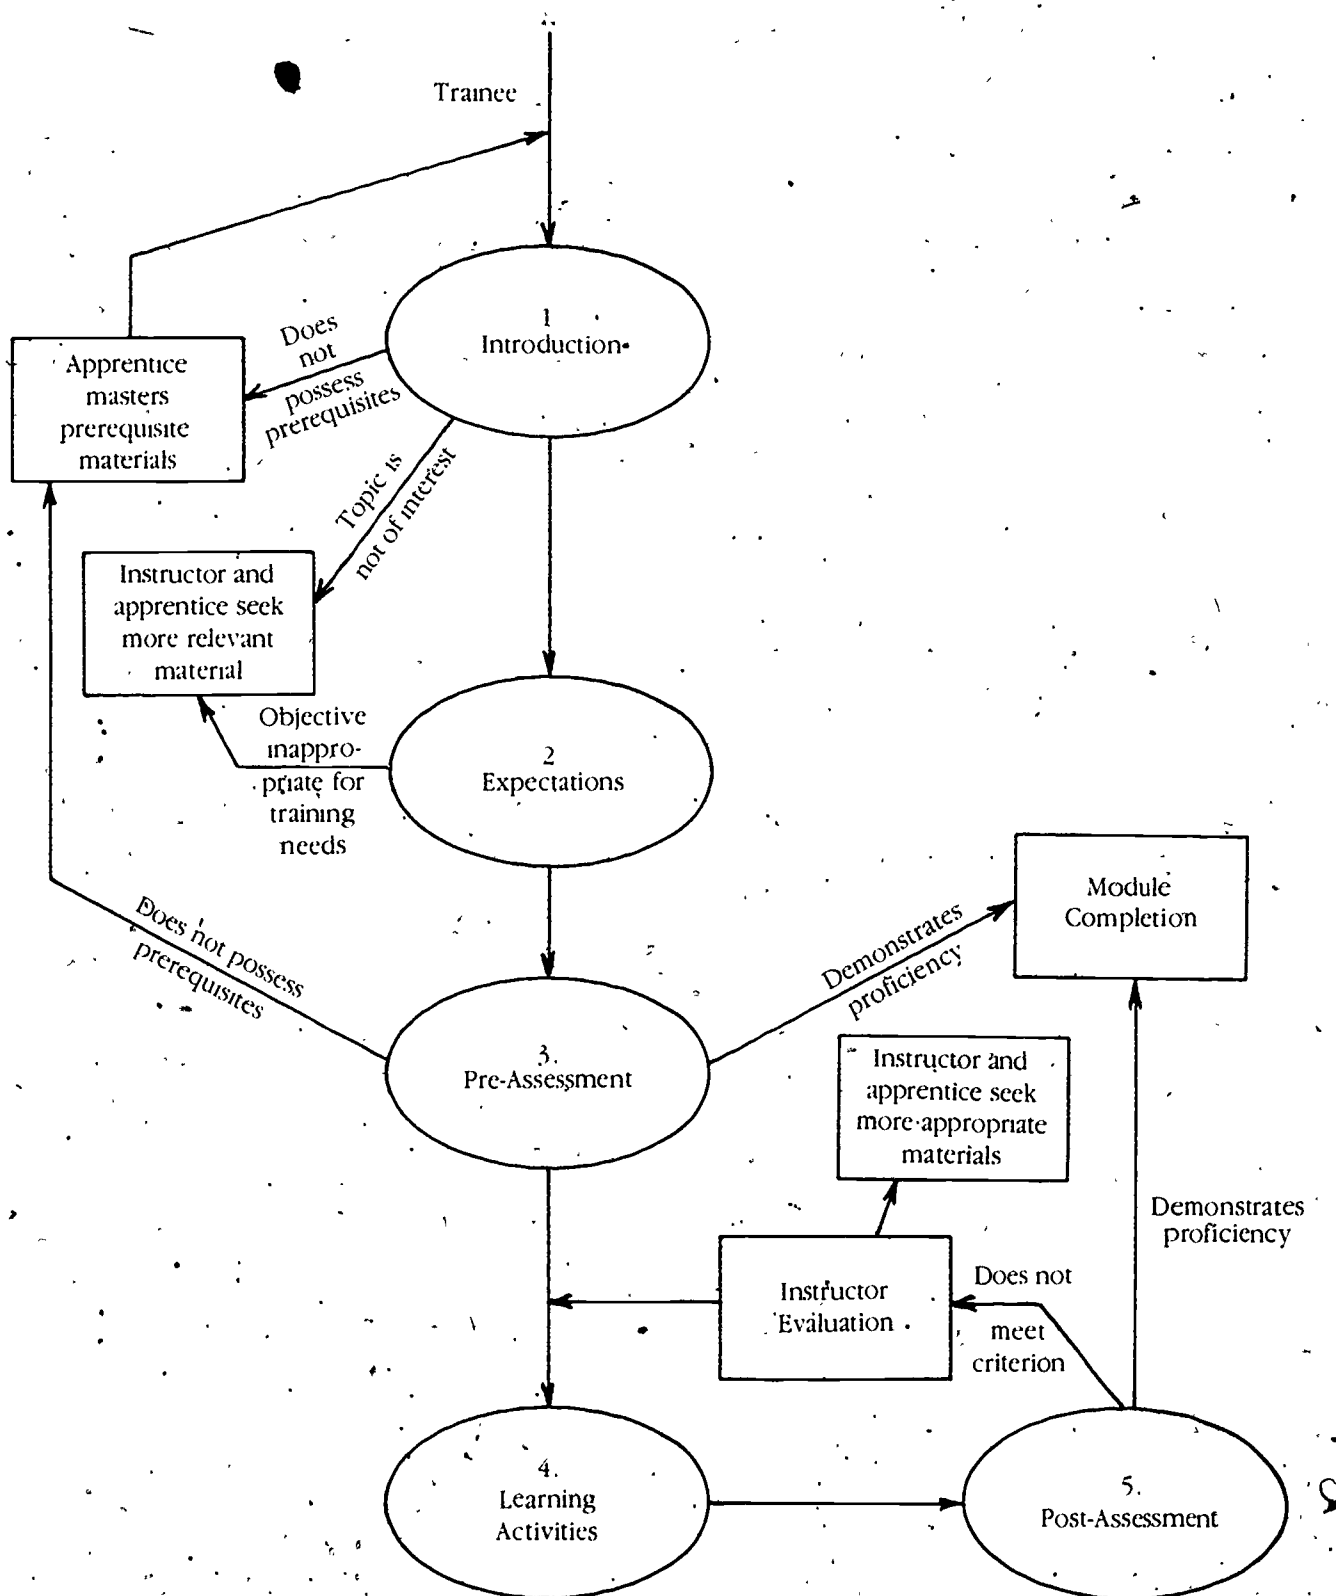 Trainee
1
Introduction
Does
not
possess
prerequisites
Apprentice
masters
prerequisite
materials
Topic is
not of interest
Instructor and
apprentice seek
more relevant
material
2
Expectations
Objective
inappro-
priate for
training
needs
Module
Completion
Does not possess
prerequisites
Demonstrates
proficiency
3.
Pre-Assessment
Instructor and
apprentice seek
more appropriate
materials
Demonstrates
proficiency
Instructor
Evaluation
Does not
meet
criterion
4.
Learning
Activities
5.
Post-Assessment